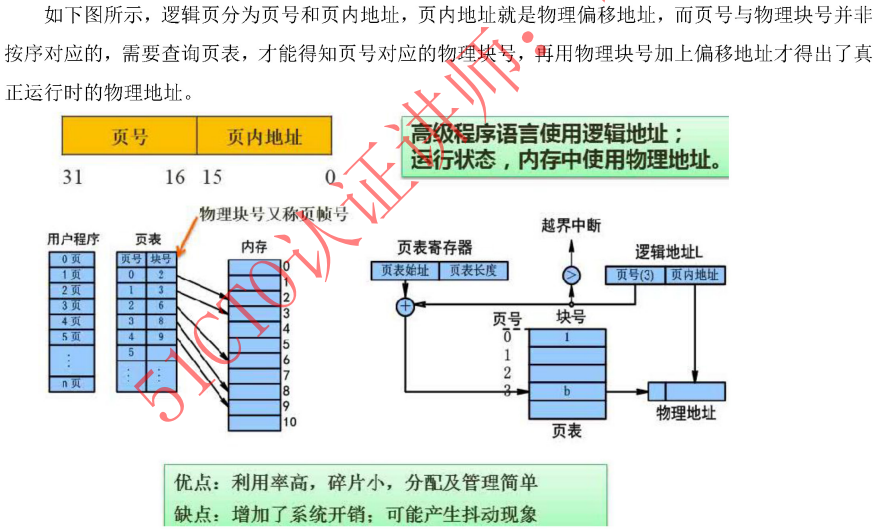 如下图所示，逻辑页分为页号和页内地址，页内地址就是物理偏移地址，而页号与物理块号并非
按序对应的，需要查询页表，才能得知页号对应的物理块号，再用物理块号加上偏移地址才得出了真
正运行时的物理地址。
页号 页内地址
31 16 15 0
高级程序语言使用逻辑地址；
运行状态，内存中使用物理地址。
物理块号又称页帧号
用户程序
0 页
1 页
2 页
3 页
4 页
5 页
⋮
n 页
页表
页号 块号
0 2
1 3
2 6
3 8
4 9
5
⋮ ⋮
内存
0
1
2
3
4
5
6
7
8
9
10
越界中断
>
页表寄存器
页表始址 页表长度
+
逻辑地址L
页号(3) 页内地址
页号 块号
0 1
1
2
3 b
页表
物理地址
优点：利用率高，碎片小，分配及管理简单
缺点：增加了系统开销；可能产生抖动现象
51CTO认证讲师：